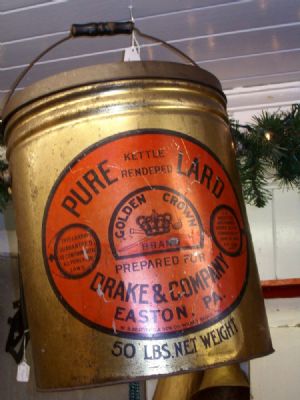 PURE LARD
KETTLE
RENDERED
GOLDEN CROWN
BRAND
PREPARED FOR
CRAKE & COMPANY
EASTON, PA.
50 LBS. NET WEIGHT